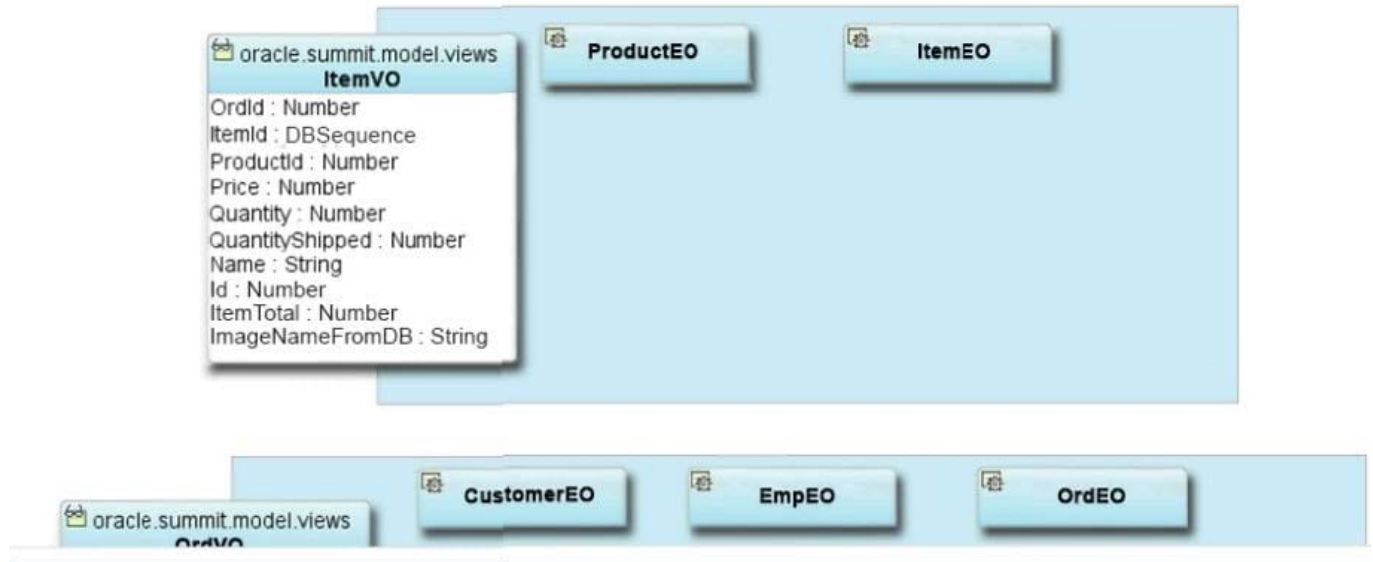 oracle.summit.model.views
ItemVO
OrdId : Number
ItemId : DBSequence
ProductId : Number
Price : Number
Quantity : Number
QuantityShipped : Number
Name : String
Id : Number
ItemTotal : Number
ImageNameFromDB : String
ProductEO
ItemEO
oracle.summit.model.views
OrdVO
CustomerEO
EmpEO
OrdEO